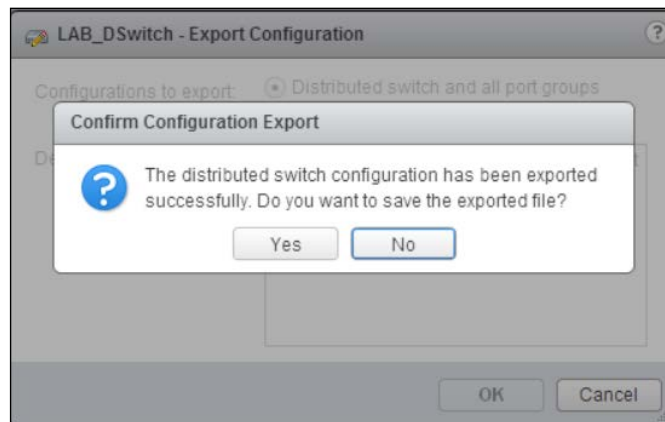 LAB_DSwitch - Export Configuration
?
Configurations to export:
Distributed switch and all port groups
Confirm Configuration Export
De
t
?
The distributed switch configuration has been exported
successfully. Do you want to save the exported file?
Yes
No
OK
Cancel